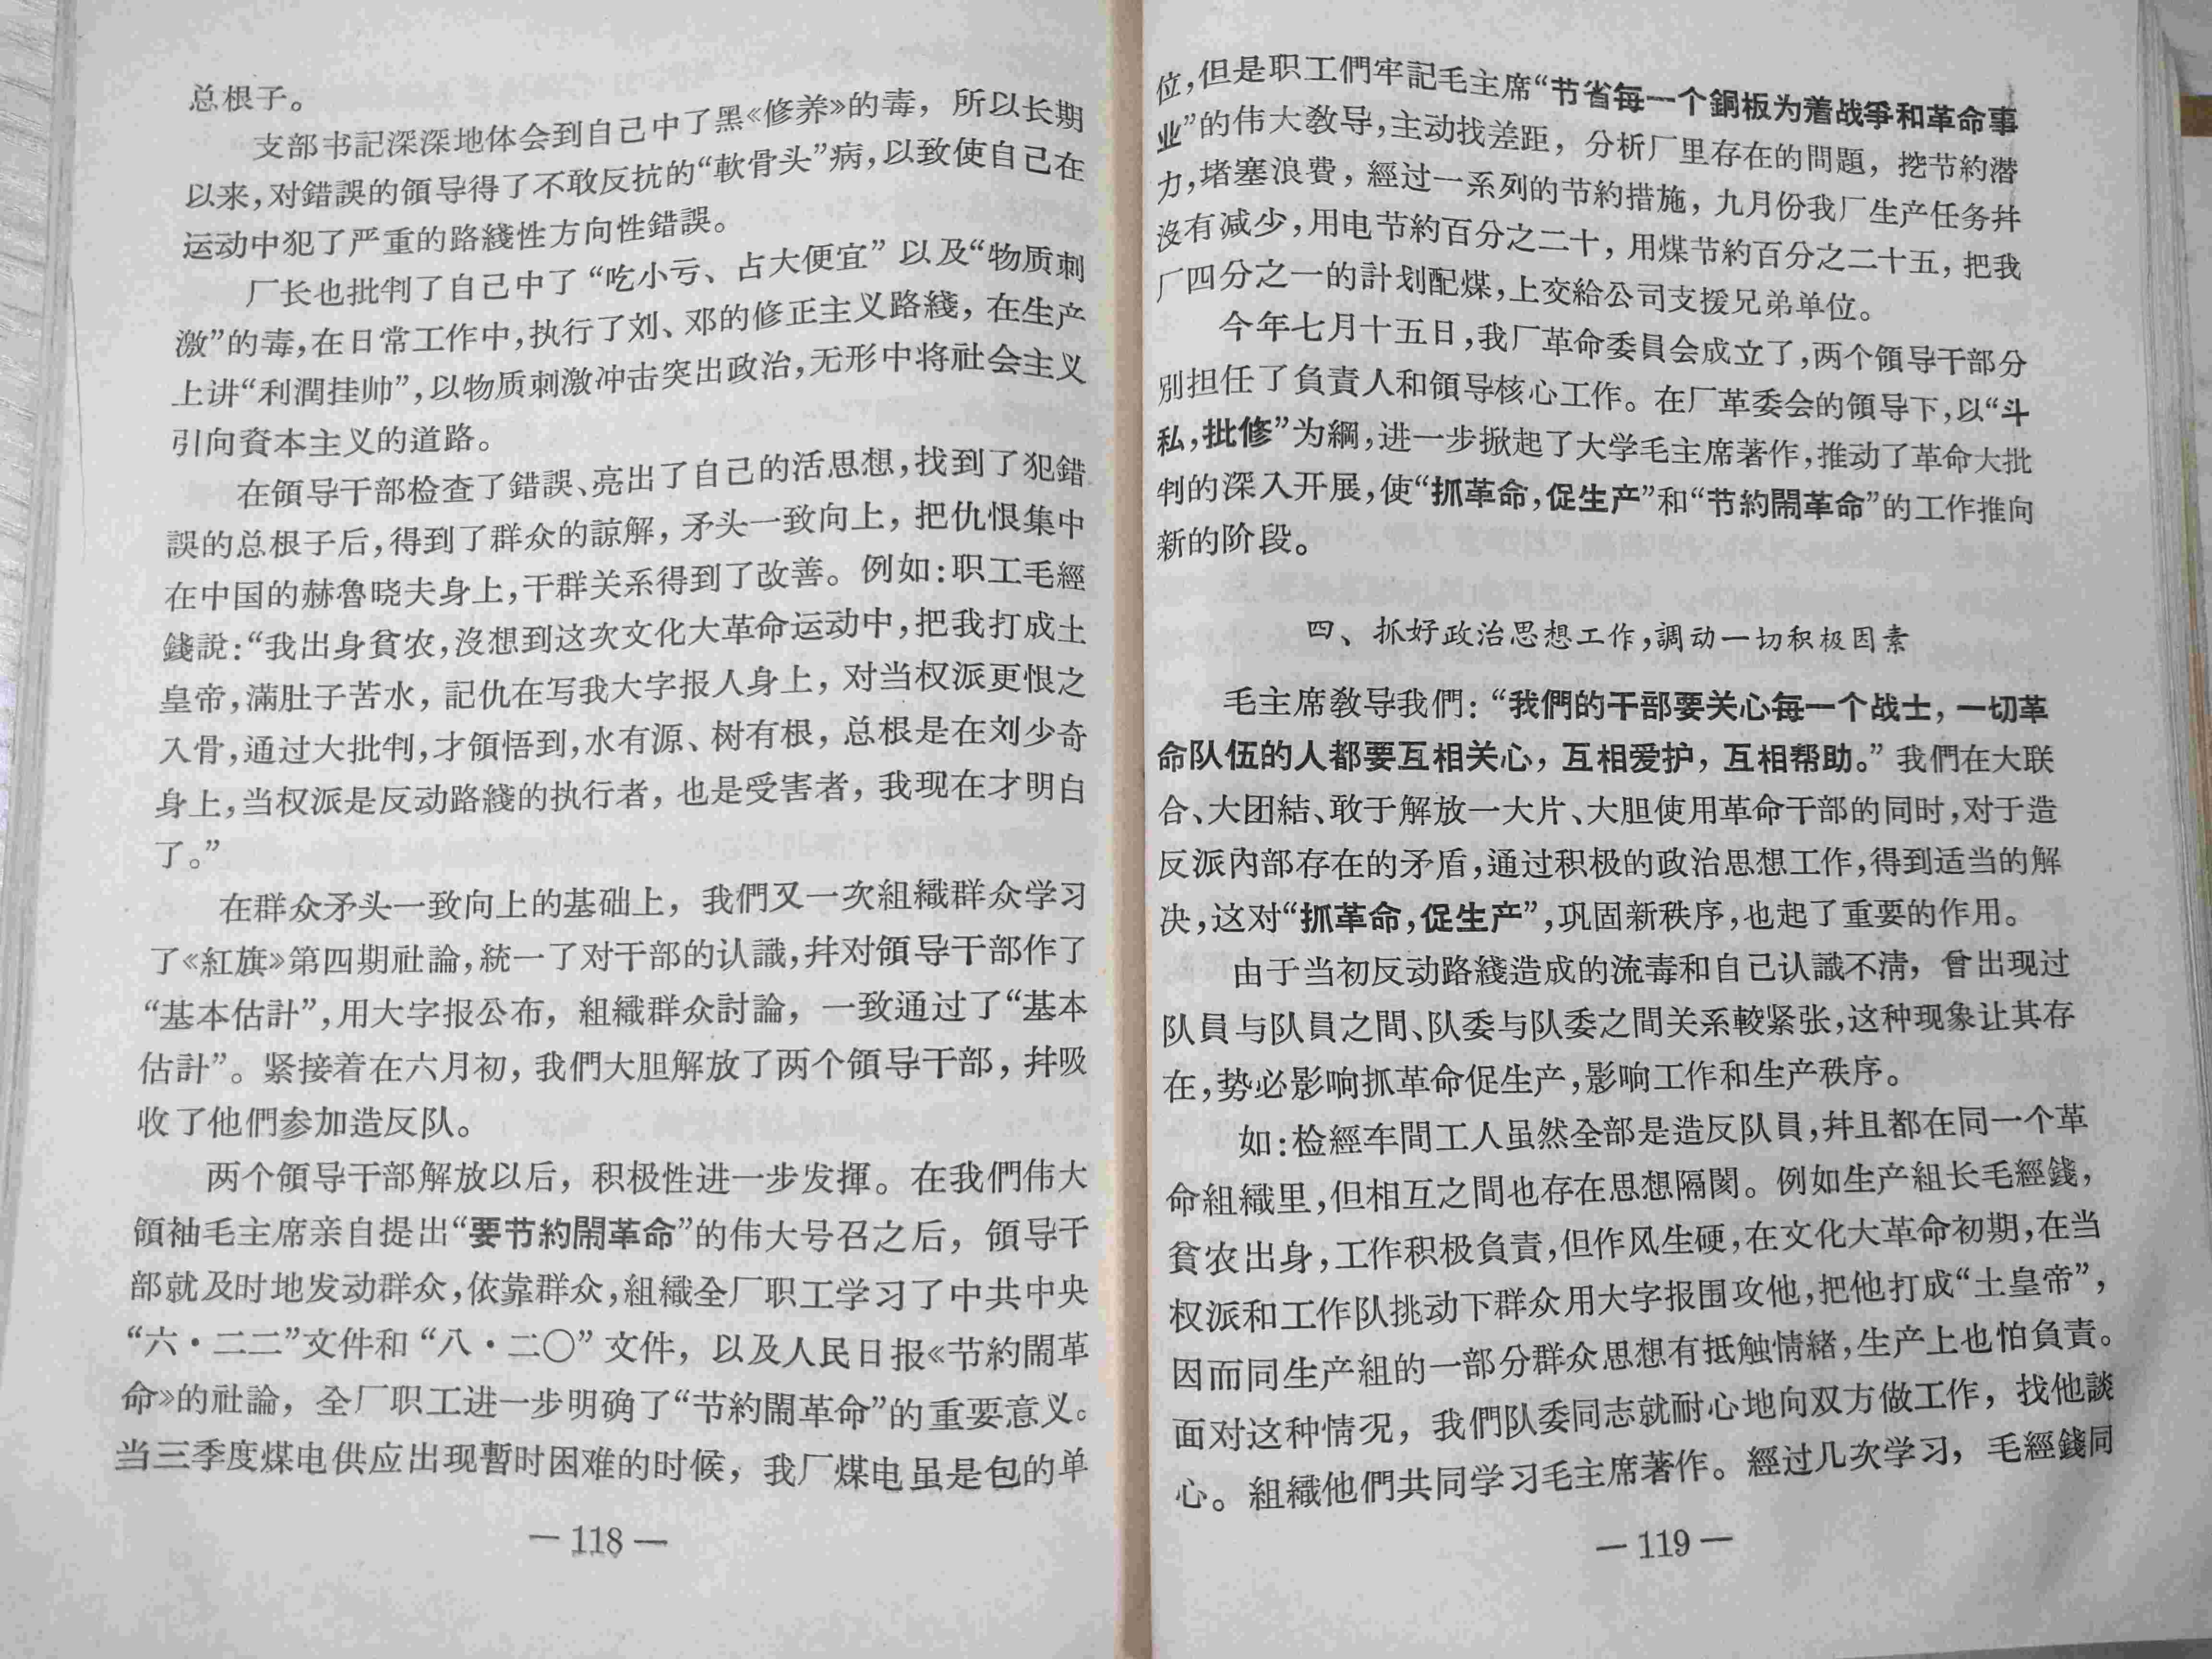 总根子。
支部书記深深地体会到自己中了黑《修养》的毒，所以长期
以来，对錯誤的領导得了不敢反抗的“軟骨头”病，以致使自己在
运动中犯了严重的路綫性方向性錯誤。
厂长也批判了自己中了“吃小亏、占大便宜”以及“物质刺
激”的毒，在日常工作中，执行了刘、邓的修正主义路綫，在生产
上讲“利潤挂帅”，以物质刺激冲击突出政治，无形中将社会主义
引向資本主义的道路。
在領导干部检查了錯誤、亮出了自己的活思想，找到了犯錯
誤的总根子后，得到了群众的諒解，矛头一致向上，把仇恨集中
在中国的赫魯晓夫身上，干群关系得到了改善。例如：职工毛經
錢說：“我出身貧农，沒想到这次文化大革命运动中，把我打成土
皇帝，滿肚子苦水，記仇在写我大字报人身上，对当权派更恨之
入骨，通过大批判，才領悟到，水有源、树有根，总根是在刘少奇
身上，当权派是反动路綫的执行者，也是受害者，我现在才明白
了。”
在群众矛头一致向上的基础上，我們又一次組織群众学习
了《紅旗》第四期社論，統一了对干部的认識，幷对領导干部作了
“基本估計”，用大字报公布，組織群众討論，一致通过了“基本
估計”。紧接着在六月初，我們大胆解放了两个領导干部，幷吸
收了他們参加造反队。
两个領导干部解放以后，积极性进一步发揮。在我們伟大
領袖毛主席亲自提出“要节約閙革命”的伟大号召之后，領导干
部就及时地发动群众，依靠群众，組織全厂职工学习了中共中央
“六·二二”文件和“八·二〇”文件，以及人民日报《节約閙革
命》的社論，全厂职工进一步明确了“节約閙革命”的重要意义。
当三季度煤电供应出现暫时困难的时候，我厂煤电虽是包的单
— 118 —
位，但是职工們牢記毛主席“节省每一个銅板为着战爭和革命事
业”的伟大敎导，主动找差距，分析厂里存在的問題，挖节約潛
力，堵塞浪費，經过一系列的节約措施，九月份我厂生产任务幷
沒有减少，用电节約百分之二十，用煤节約百分之二十五，把我
厂四分之一的計划配煤，上交給公司支援兄弟单位。
今年七月十五日，我厂革命委員会成立了，两个領导干部分
別担任了負責人和領导核心工作。在厂革委会的領导下，以“斗
私，批修”为綱，进一步掀起了大学毛主席著作，推动了革命大批
判的深入开展，使“抓革命，促生产”和“节約閙革命”的工作推向
新的阶段。
四、抓好政治思想工作，調动一切积极因素
毛主席敎导我們：“我們的干部要关心每一个战士，一切革
命队伍的人都要互相关心，互相爱护，互相帮助。”我們在大联
合、大团結、敢于解放一大片、大胆使用革命干部的同时，对于造
反派內部存在的矛盾，通过积极的政治思想工作，得到适当的解
决，这对“抓革命，促生产”，巩固新秩序，也起了重要的作用。
由于当初反动路綫造成的流毒和自己认識不淸，曾出现过
队員与队員之間、队委与队委之間关系較紧张，这种现象让其存
在，势必影响抓革命促生产，影响工作和生产秩序。
如：检經车間工人虽然全部是造反队員，幷且都在同一个革
命組織里，但相互之間也存在思想隔閡。例如生产組长毛經錢，
貧农出身，工作积极負責，但作风生硬，在文化大革命初期，在当
权派和工作队挑动下群众用大字报围攻他，把他打成“土皇帝”，
因而同生产組的一部分群众思想有抵触情緒，生产上也怕負責。
面对这种情况，我們队委同志就耐心地向双方做工作，找他談
心。組織他們共同学习毛主席著作。經过几次学习，毛經錢同
— 119 —